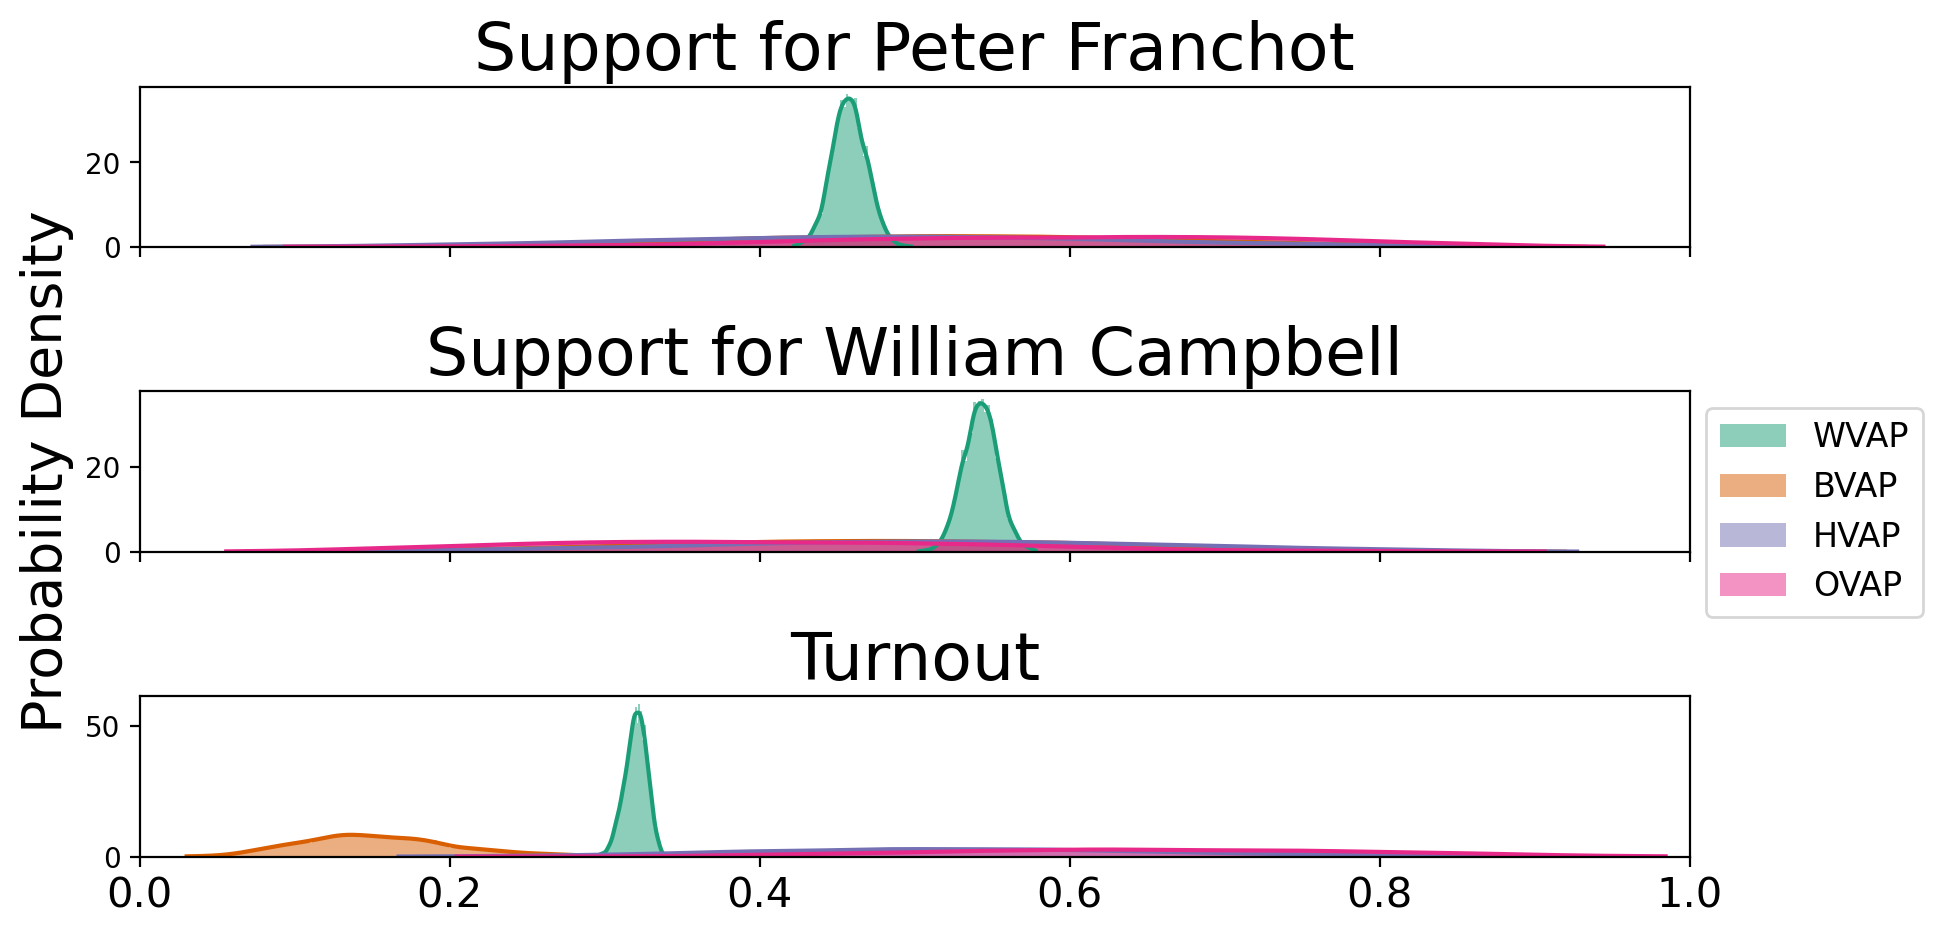 Support for Peter Franchot
20
0
Support for William Campbell
20
0
Probability Density
WVAP
BVAP
HVAP
OVAP
Turnout
50
0
0.0 0.2 0.4 0.6 0.8 1.0